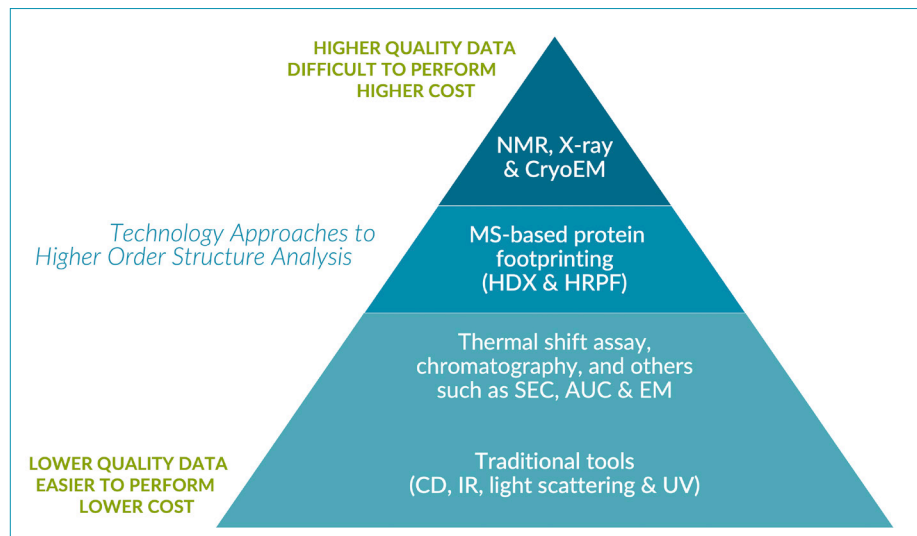 HIGHER QUALITY DATA
DIFFICULT TO PERFORM
HIGHER COST
NMR, X-ray
& CryoEM
Technology Approaches to
Higher Order Structure Analysis
MS-based protein
footprinting
(HDX & HRPF)
Thermal shift assay,
chromatography, and others
such as SEC, AUC & EM
LOWER QUALITY DATA
EASIER TO PERFORM
LOWER COST
Traditional tools
(CD, IR, light scattering & UV)